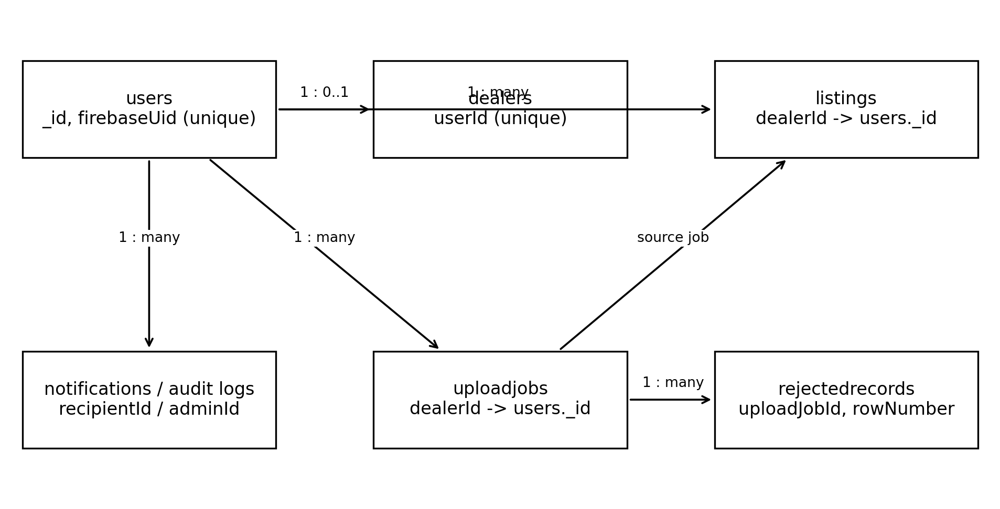 users
_id, firebaseUid (unique)
1 : 0..1
1 : many
dealers
userId (unique)
listings
dealerId -> users._id
1 : many
1 : many
source job
notifications / audit logs
recipientId / adminId
uploadjobs
dealerId -> users._id
1 : many
rejectedrecords
uploadJobId, rowNumber